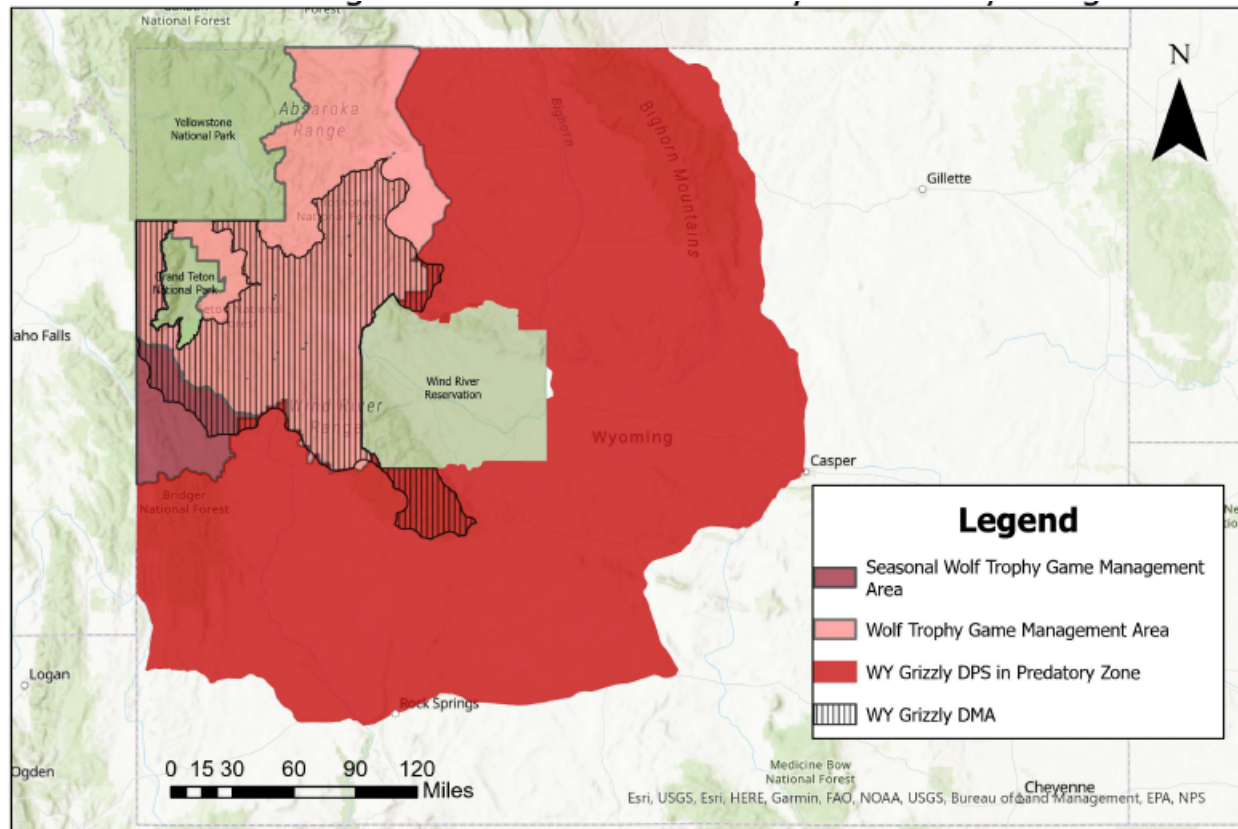 National Forest
Yellowstone
National Park
Absaroka
Range
Bighorn
Bighorn Mountains
Gillette
N
National Forest
Grand Teton
National Park
Forest
aho Falls
Wind River
Reservation
Wind River
Range
Wyoming
Casper
Bridger
National Forest
Logan
Rock Springs
Ogden
Medicine Bow
National Forest
Cheyenne
Legend
Seasonal Wolf Trophy Game Management
Area
Wolf Trophy Game Management Area
WY Grizzly DPS in Predatory Zone
WY Grizzly DMA
0 15 30 60 90 120
Miles
Esri, USGS, Esri, HERE, Garmin, FAO, NOAA, USGS, Bureau of Land Management, EPA, NPS